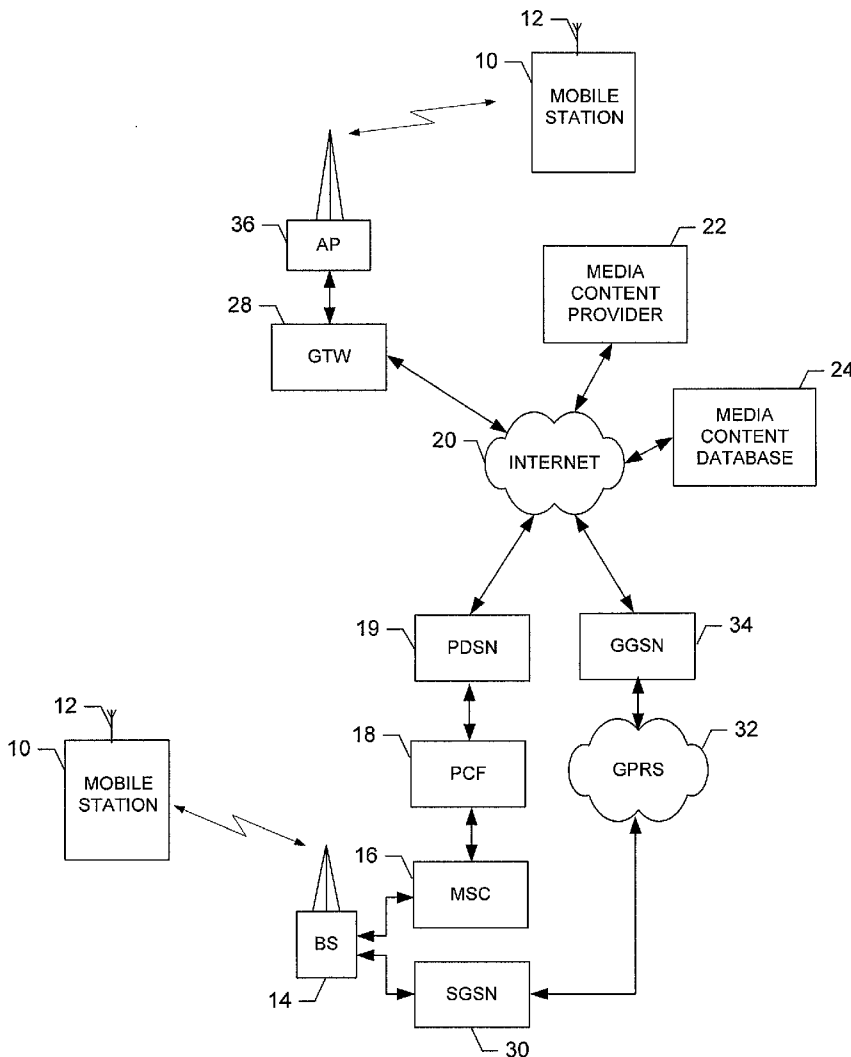 12
10
MOBILE
STATION
36
AP
22
MEDIA
CONTENT
PROVIDER
28
GTW
24
MEDIA
CONTENT
DATABASE
20
INTERNET
19
PDSN
GGSN
34
12
10
MOBILE
STATION
18
PCF
GPRS
32
16
MSC
BS
14
SGSN
30